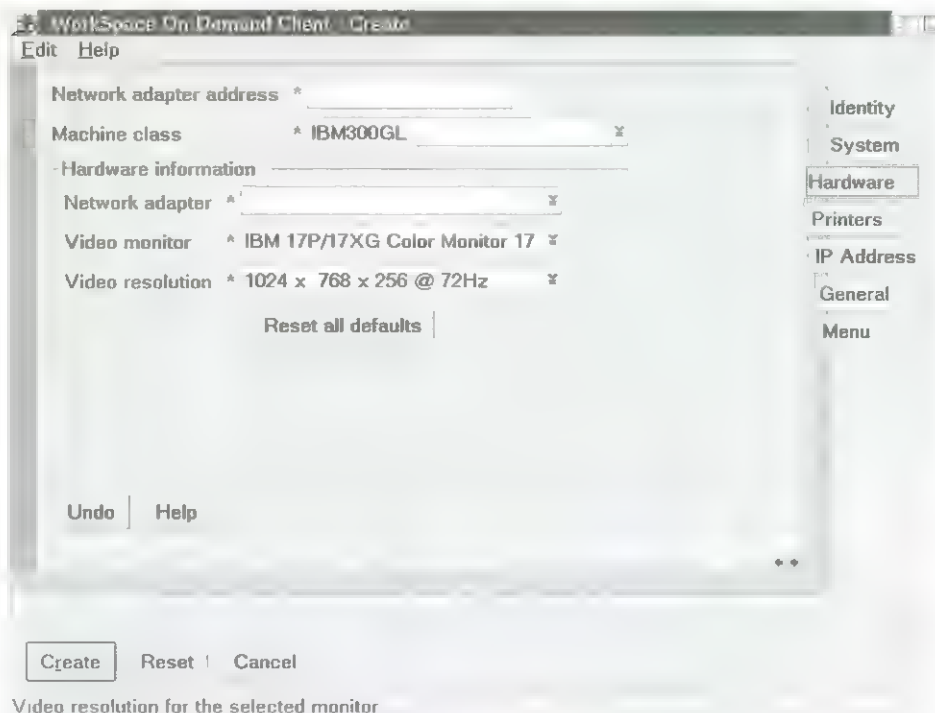 WorkSpace On Demand Client - Create
Edit Help
Network adapter address *
Machine class * IBM300GL
Hardware information
Network adapter *
Video monitor * IBM 17P/17XG Color Monitor 17
Video resolution * 1024 x 768 x 256 @ 72Hz
Reset all defaults
Undo Help
Identity
System
Hardware
Printers
IP Address
General
Menu
Create Reset Cancel
Video resolution for the selected monitor